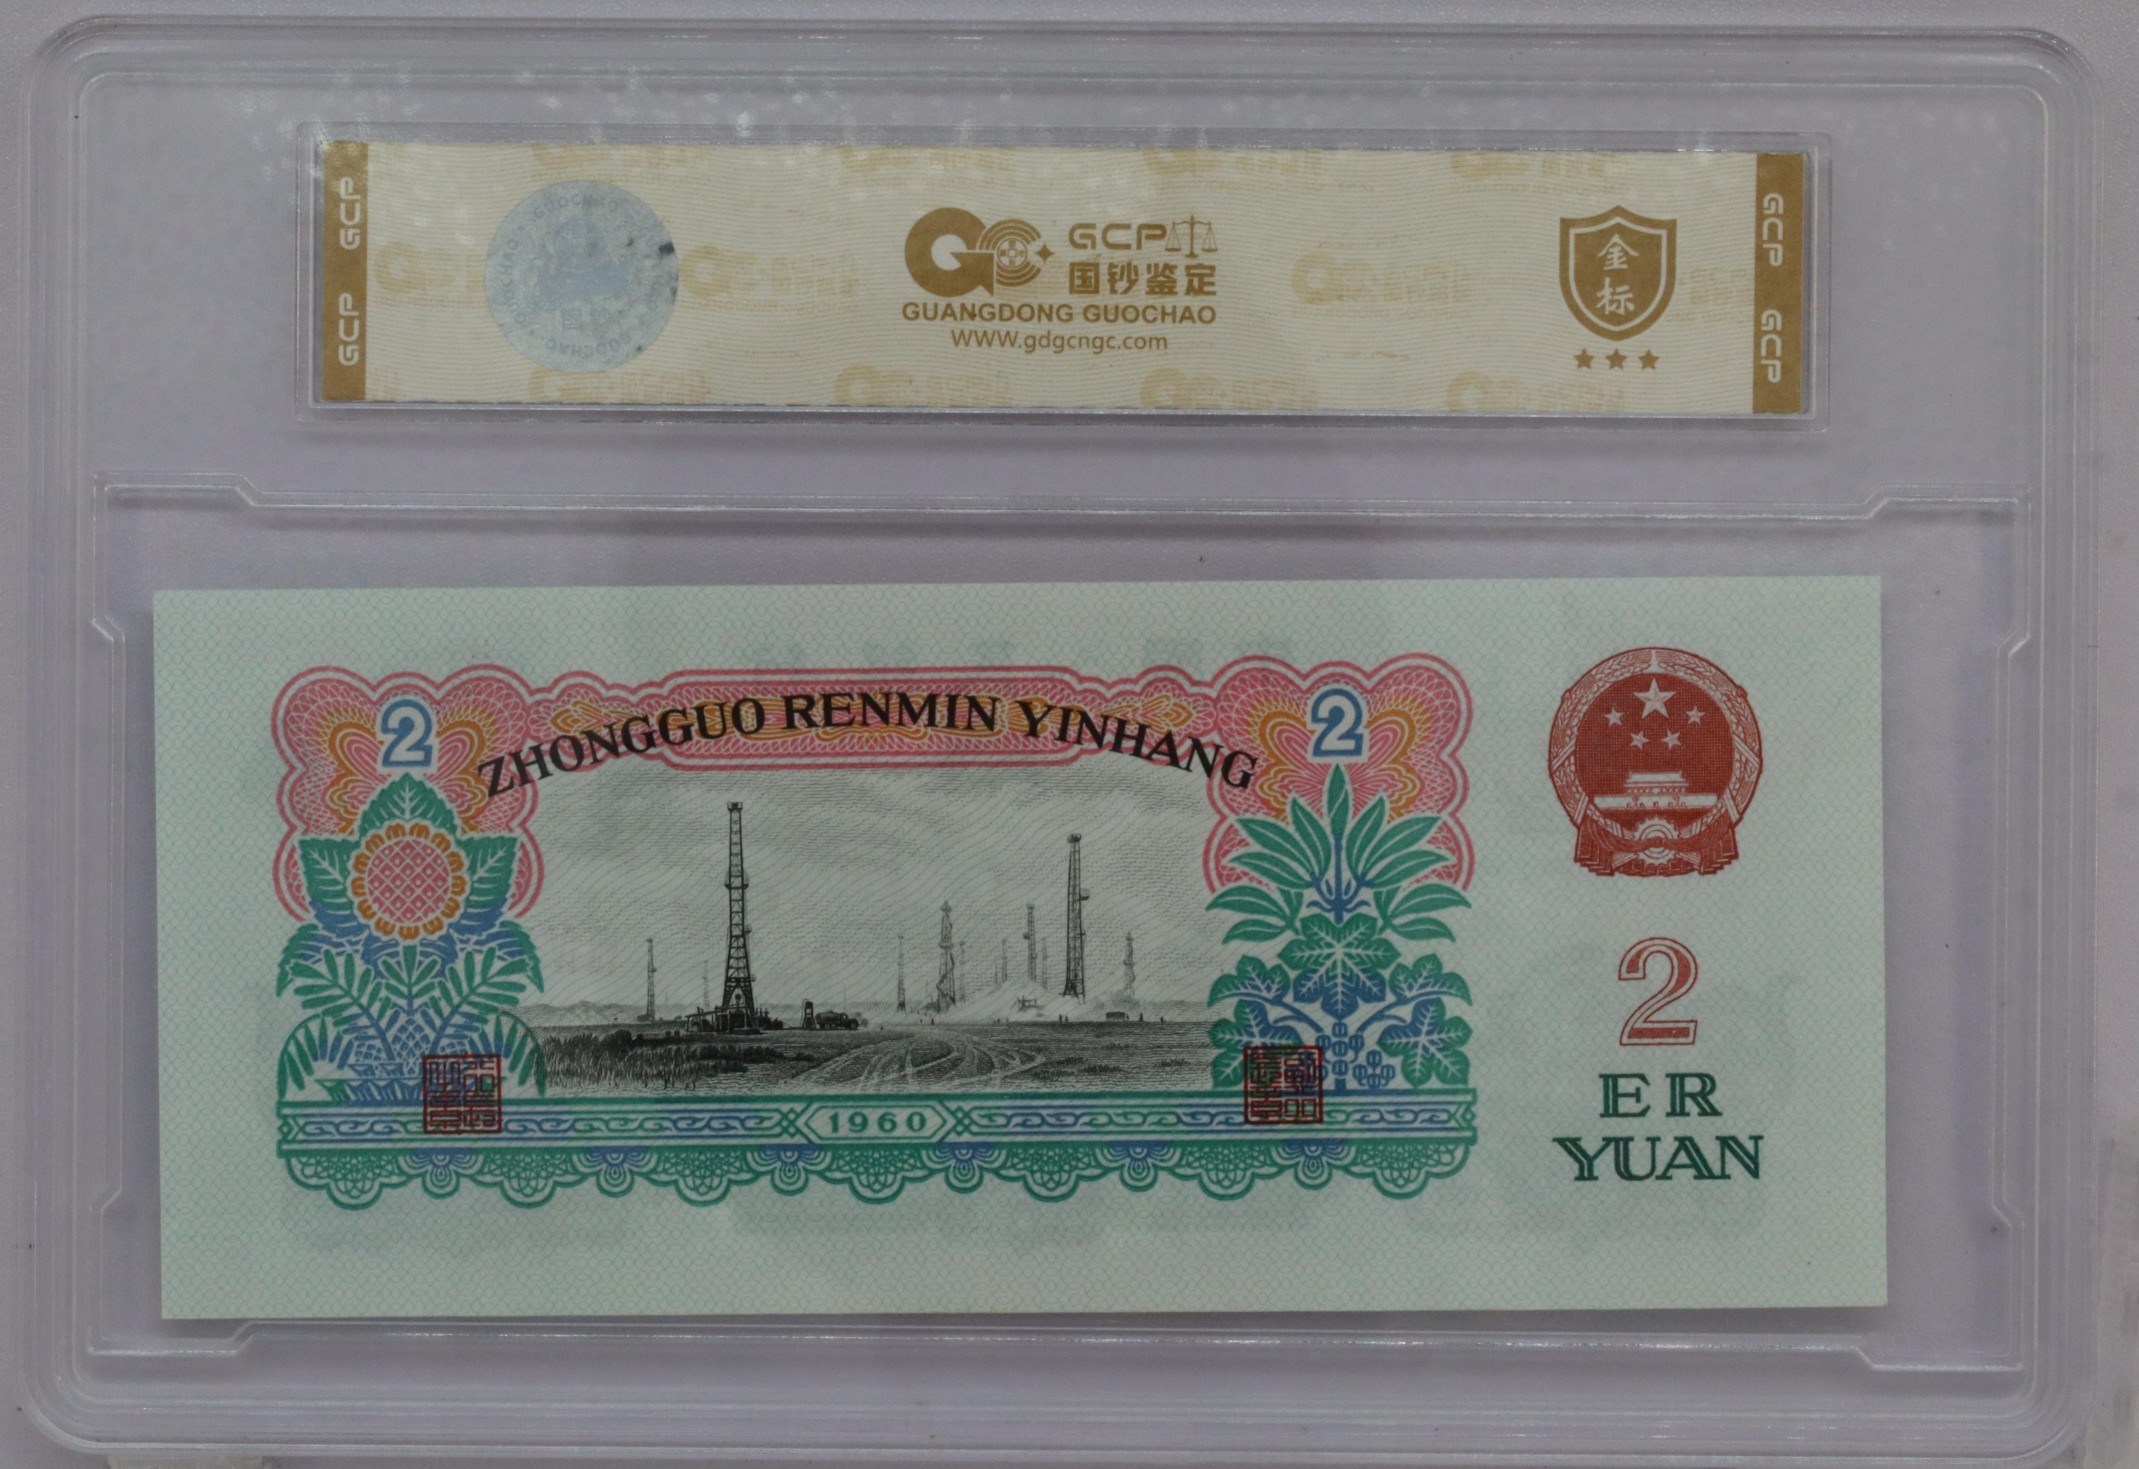 GCP GCP
GCP
国钞鉴定
GUANGDONG GUOCHAO
WWW.gdgcngc.com
金标
GCP GCP
ZHONGGUO RENMIN YINHANG
2
2
1960
2
ER
YUAN